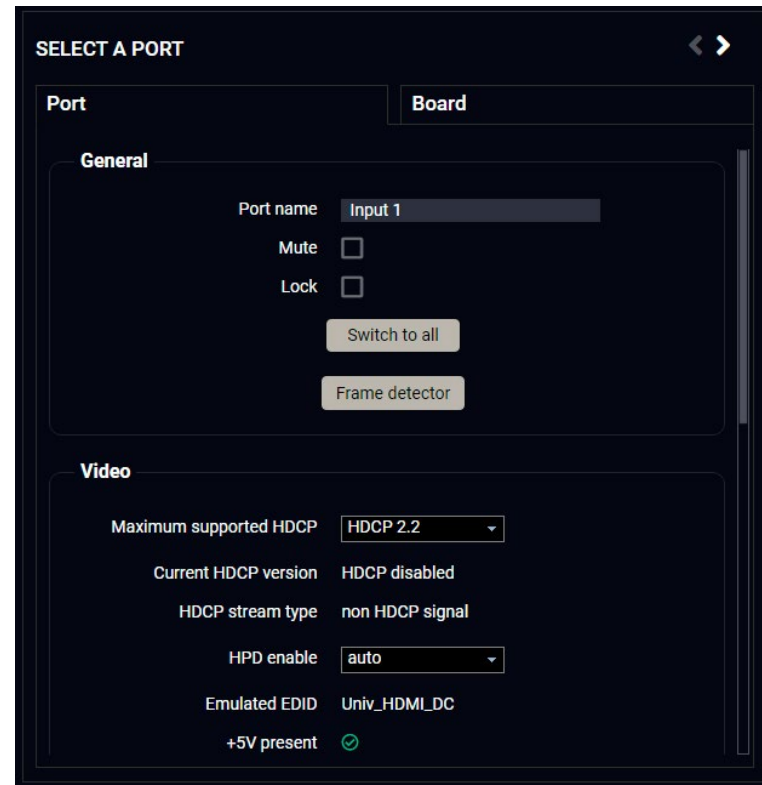 SELECT A PORT
Port
Board
General
Port name Input 1
Mute
Lock
Switch to all
Frame detector
Video
Maximum supported HDCP HDCP 2.2
Current HDCP version HDCP disabled
HDCP stream type non HDCP signal
HPD enable auto
Emulated EDID Univ_HDMI_DC
+5V present